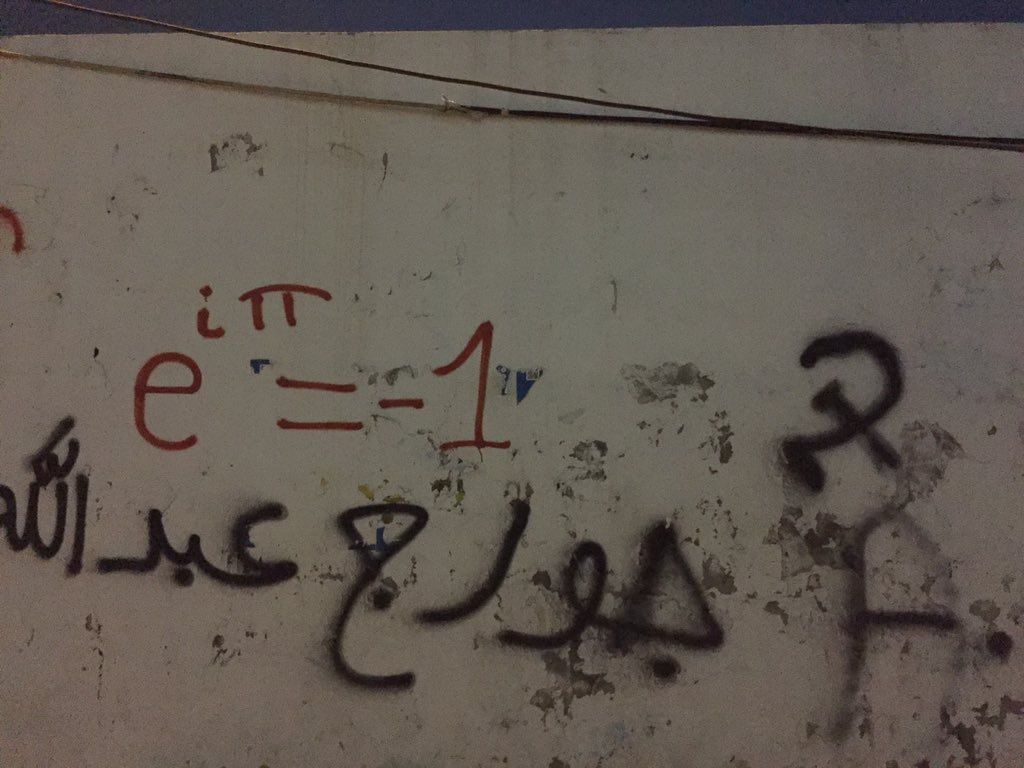 e^{iπ} = -1
جورج عبدالله